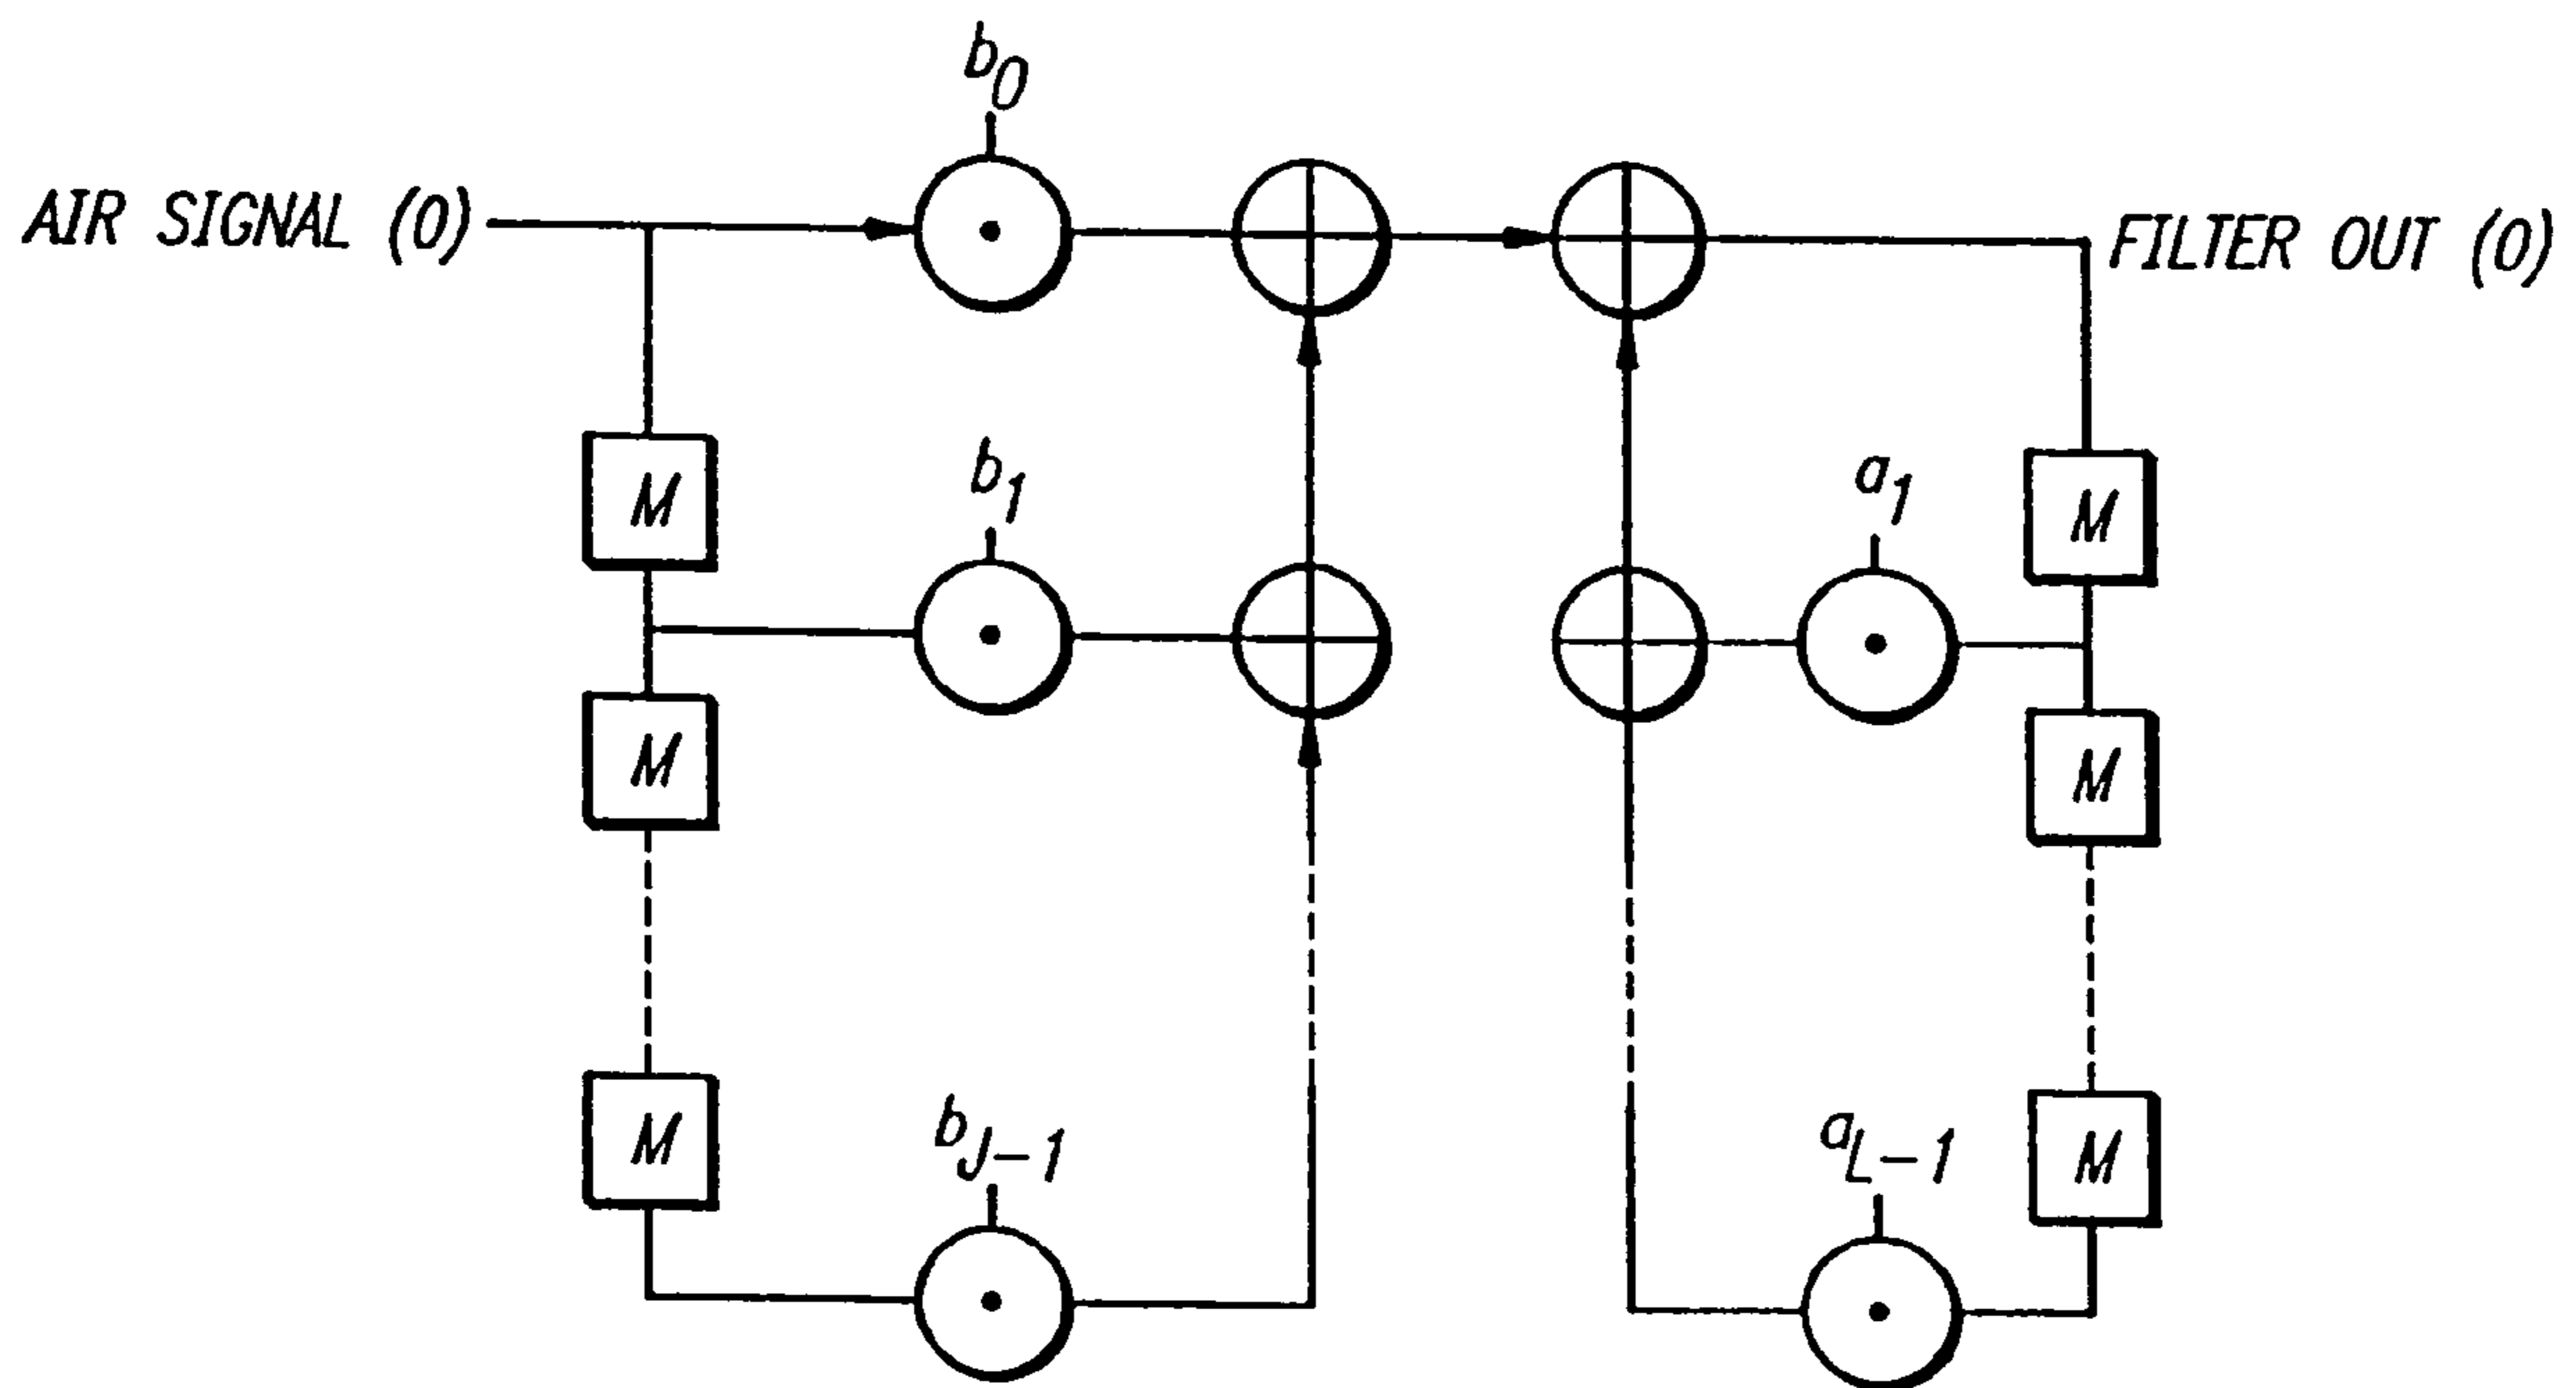 b0
AIR SIGNAL (0)
FILTER OUT (0)
M
b1
a1
M
M
M
M
bJ-1
aL-1
M